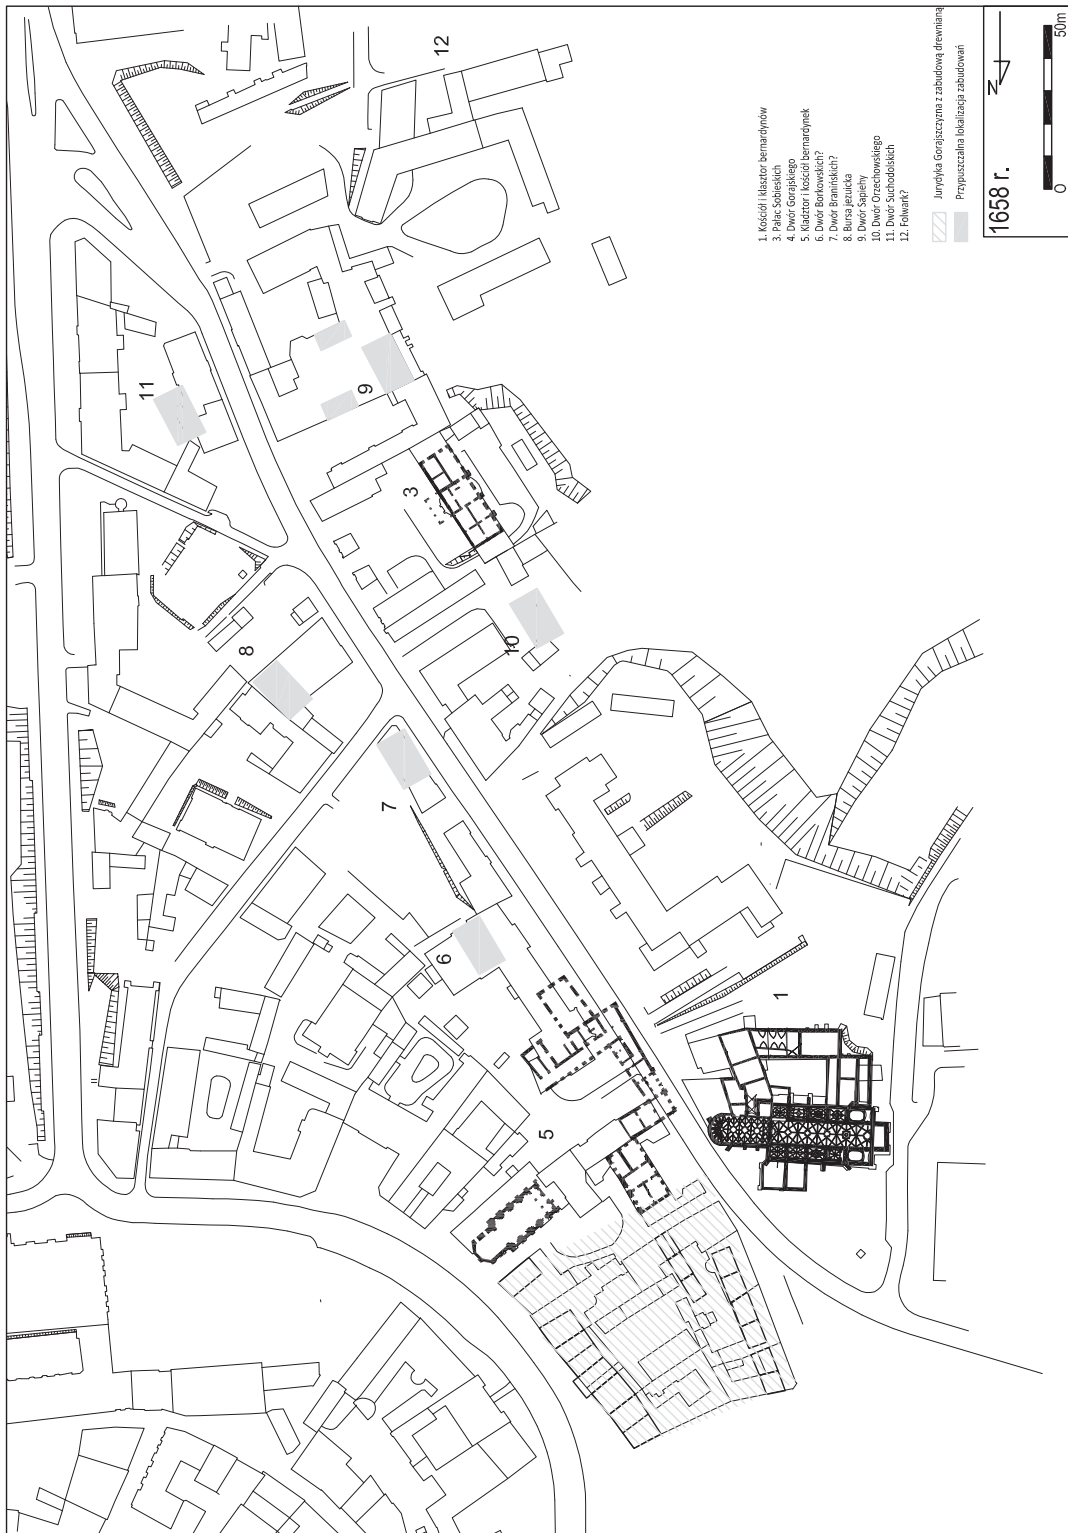 1658 r.
N
0
50m
1. Kościół i klasztor bernardynów
3. Pałac Sobieskich
4. Dwór Gorajskiego
5. Kladztor i kościół bernardynek
6. Dwór Borkowskich?
7. Dwór Branińskich?
8. Bursa jezuicka
9. Dwór Sapiehy
10. Dwór Orzechowskiego
11. Dwór Suchodolskich
12. Folwark?
Jurydyka Gorajszczyzna z zabudową drewnianą
Przypuszczalna lokalizacja zabudowań
12
11
9
3
10
8
7
6
5
1